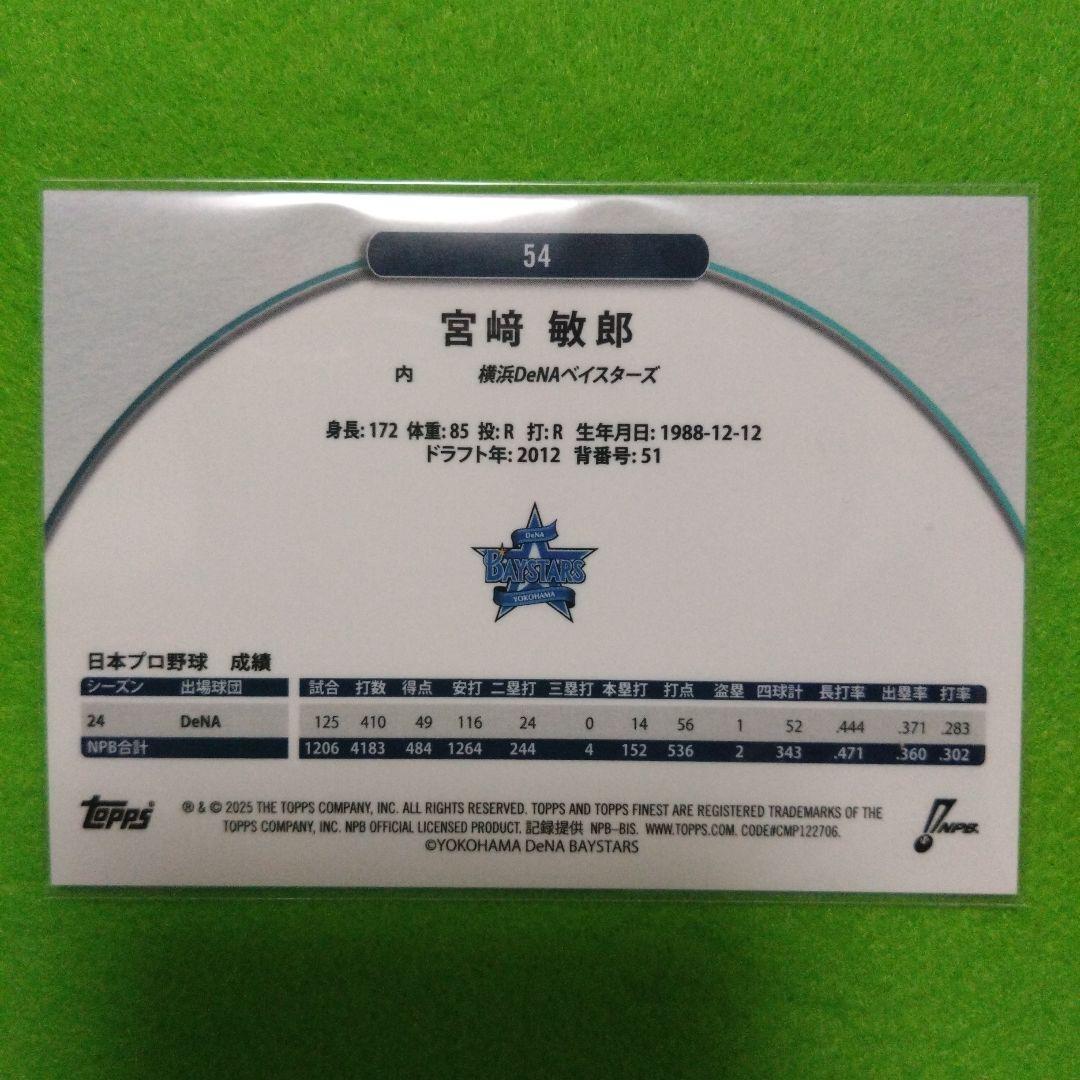 54
宮﨑 敏郎
内 横浜DeNAベイスターズ
身長: 172 体重: 85 投: R 打: R 生年月日: 1988-12-12
ドラフト年: 2012 背番号: 51
DeNA
BAYSTARS
YOKOHAMA
日本プロ野球 成績
シーズン 出場球団 試合 打数 得点 安打 二塁打 三塁打 本塁打 打点 盗塁 四球計 長打率 出塁率 打率
24 DeNA 125 410 49 116 24 0 14 56 1 52 .444 .371 .283
NPB合計 1206 4183 484 1264 244 4 152 536 2 343 .471 .360 .302
TOPPS ® & © 2025 THE TOPPS COMPANY, INC. ALL RIGHTS RESERVED. TOPPS AND TOPPS FINEST ARE REGISTERED TRADEMARKS OF THE
TOPPS COMPANY, INC. NPB OFFICIAL LICENSED PRODUCT. 記録提供 NPB-BIS. WWW.TOPPS.COM. CODE#CMP122706.
©YOKOHAMA DeNA BAYSTARS
NPB